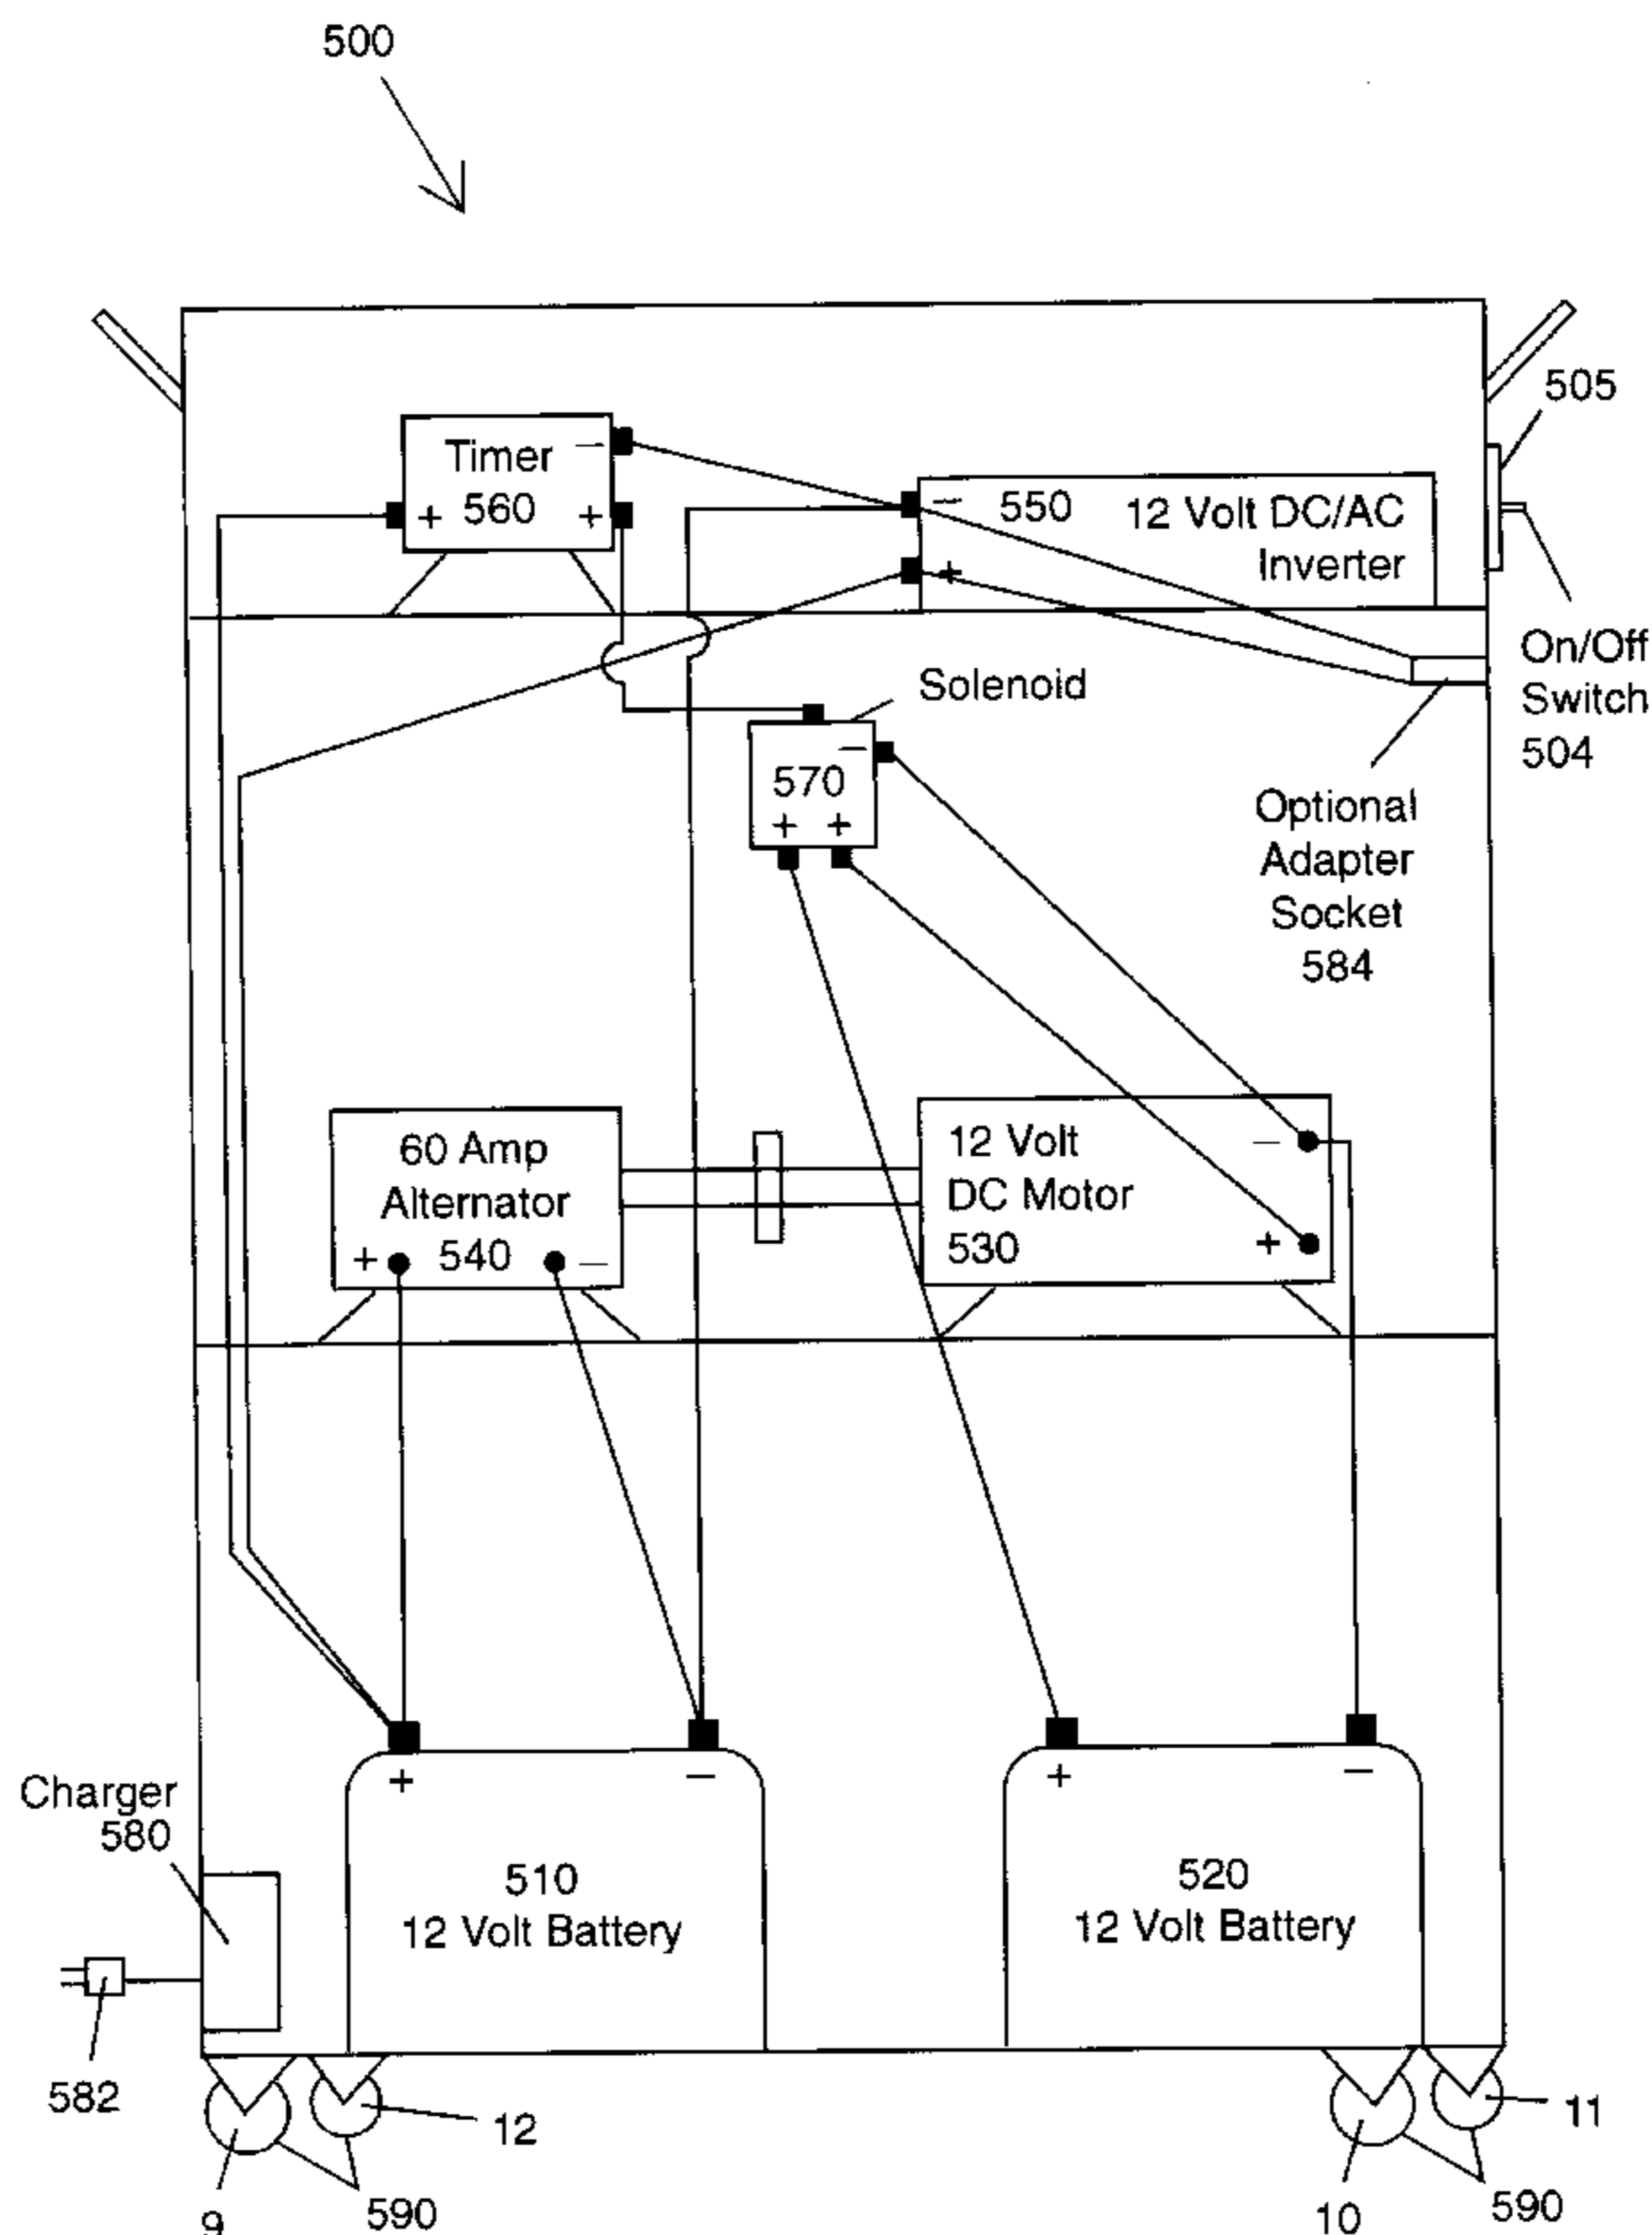 500
505
Timer
—
+ 560 +
— 550 12 Volt DC/AC
+ Inverter
On/Off
Switch
504
Solenoid
—
570
+ +
Optional
Adapter
Socket
584
60 Amp
Alternator
+ 540 —
12 Volt —
DC Motor
530 +
Charger
580
+ —
510
12 Volt Battery
+ —
520
12 Volt Battery
582
12
11
9
590
10
590